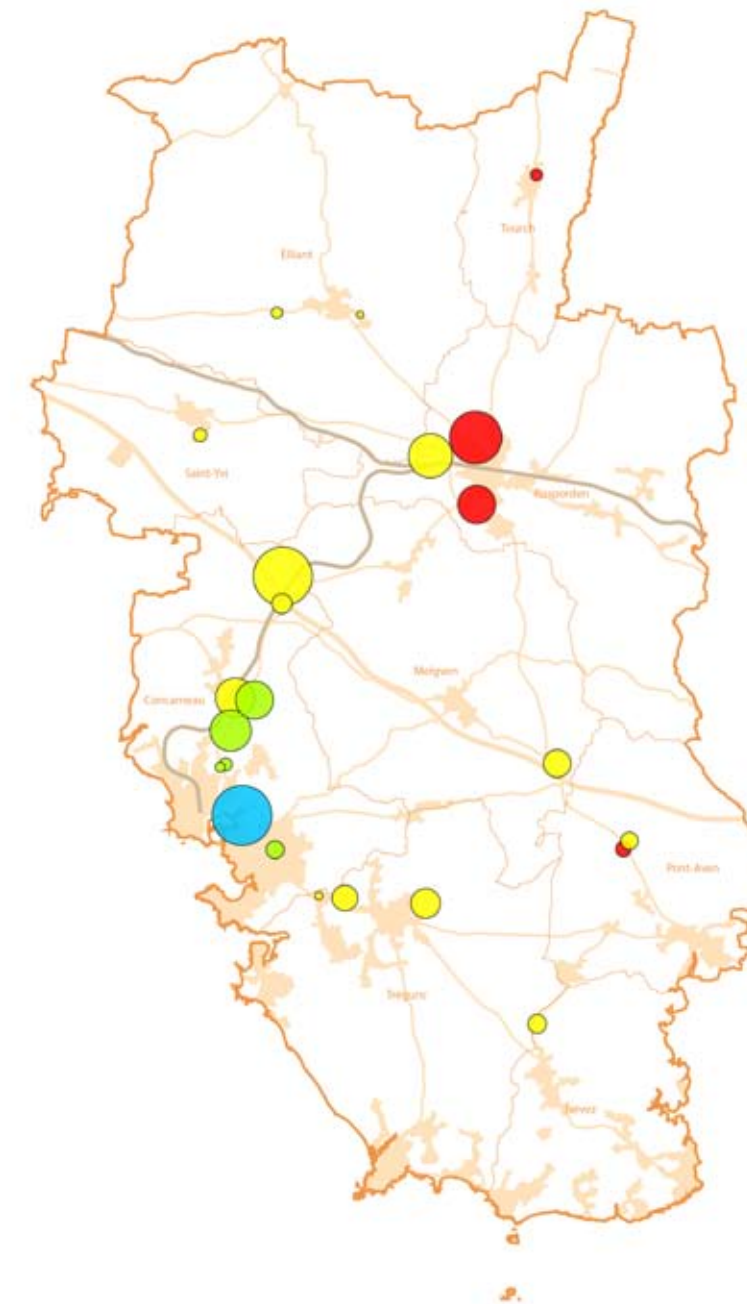 Tourch
Elliant
Saint-Yvi
Rosporden
Melgven
Concarneau
Pont-Aven
Trégunc
Névez